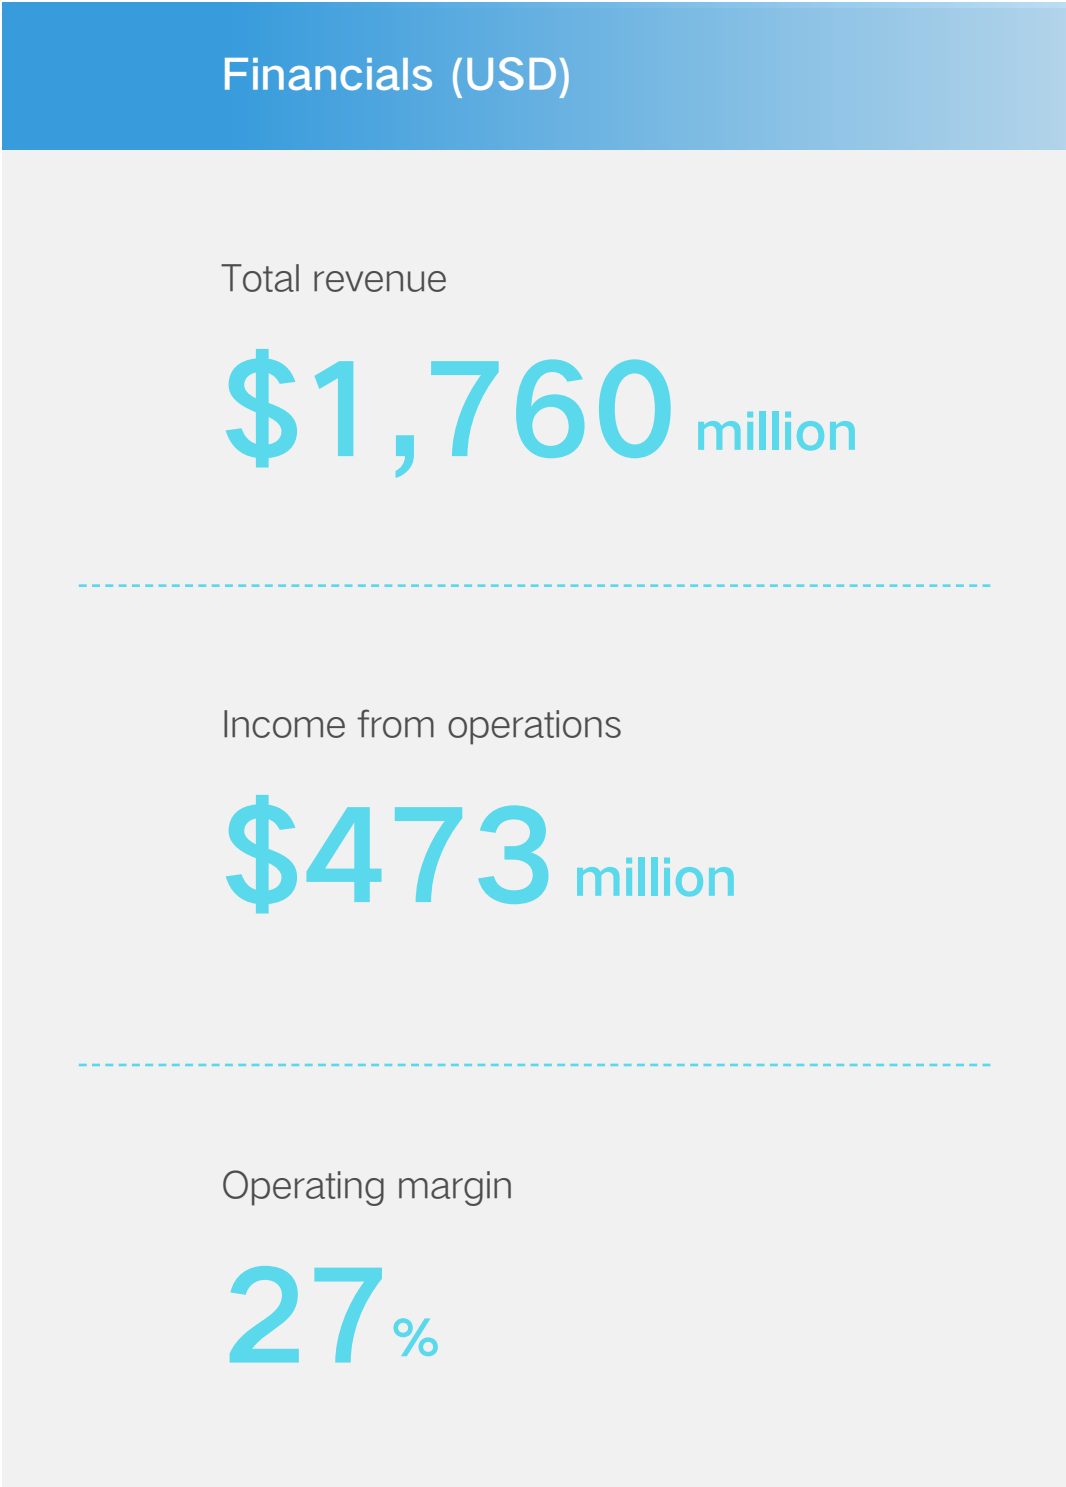 Financials (USD)
Total revenue
$1,760 million
Income from operations
$473 million
Operating margin
27%